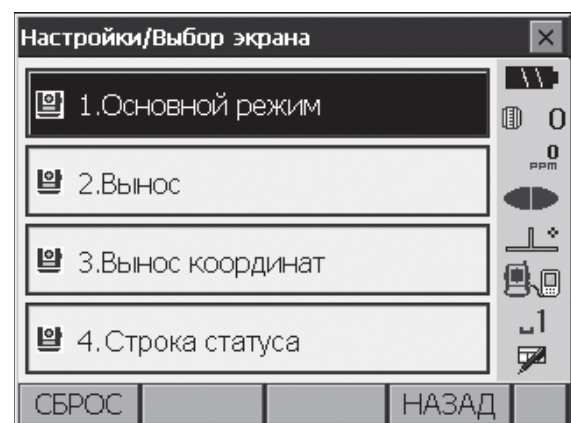 Настройки/Выбор экрана
1.Основной режим
0
0
ppm
2.Вынос
3.Вынос координат
1
4.Строка статуса
СБРОС НАЗАД